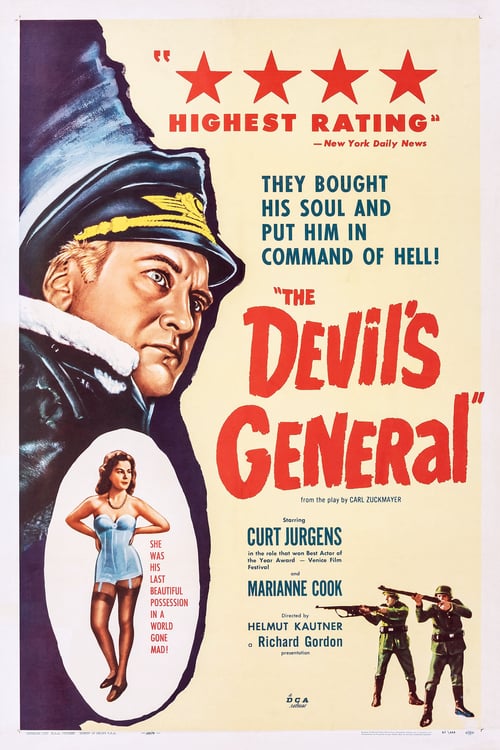 "★★★★
HIGHEST RATING"
— New York Daily News
THEY BOUGHT
HIS SOUL AND
PUT HIM IN
COMMAND OF HELL!
"THE
DEVIL'S
GENERAL"
from the play by CARL ZUCKMAYER
Starring
CURT JURGENS
in the role that won Best Actor of
the Year Award — Venice Film
Festival
and
MARIANNE COOK
Directed by
HELMUT KAUTNER
a Richard Gordon
presentation
SHE
WAS
HIS
LAST
BEAUTIFUL
POSSESSION
IN A
WORLD
GONE
MAD!
a
DCA
release